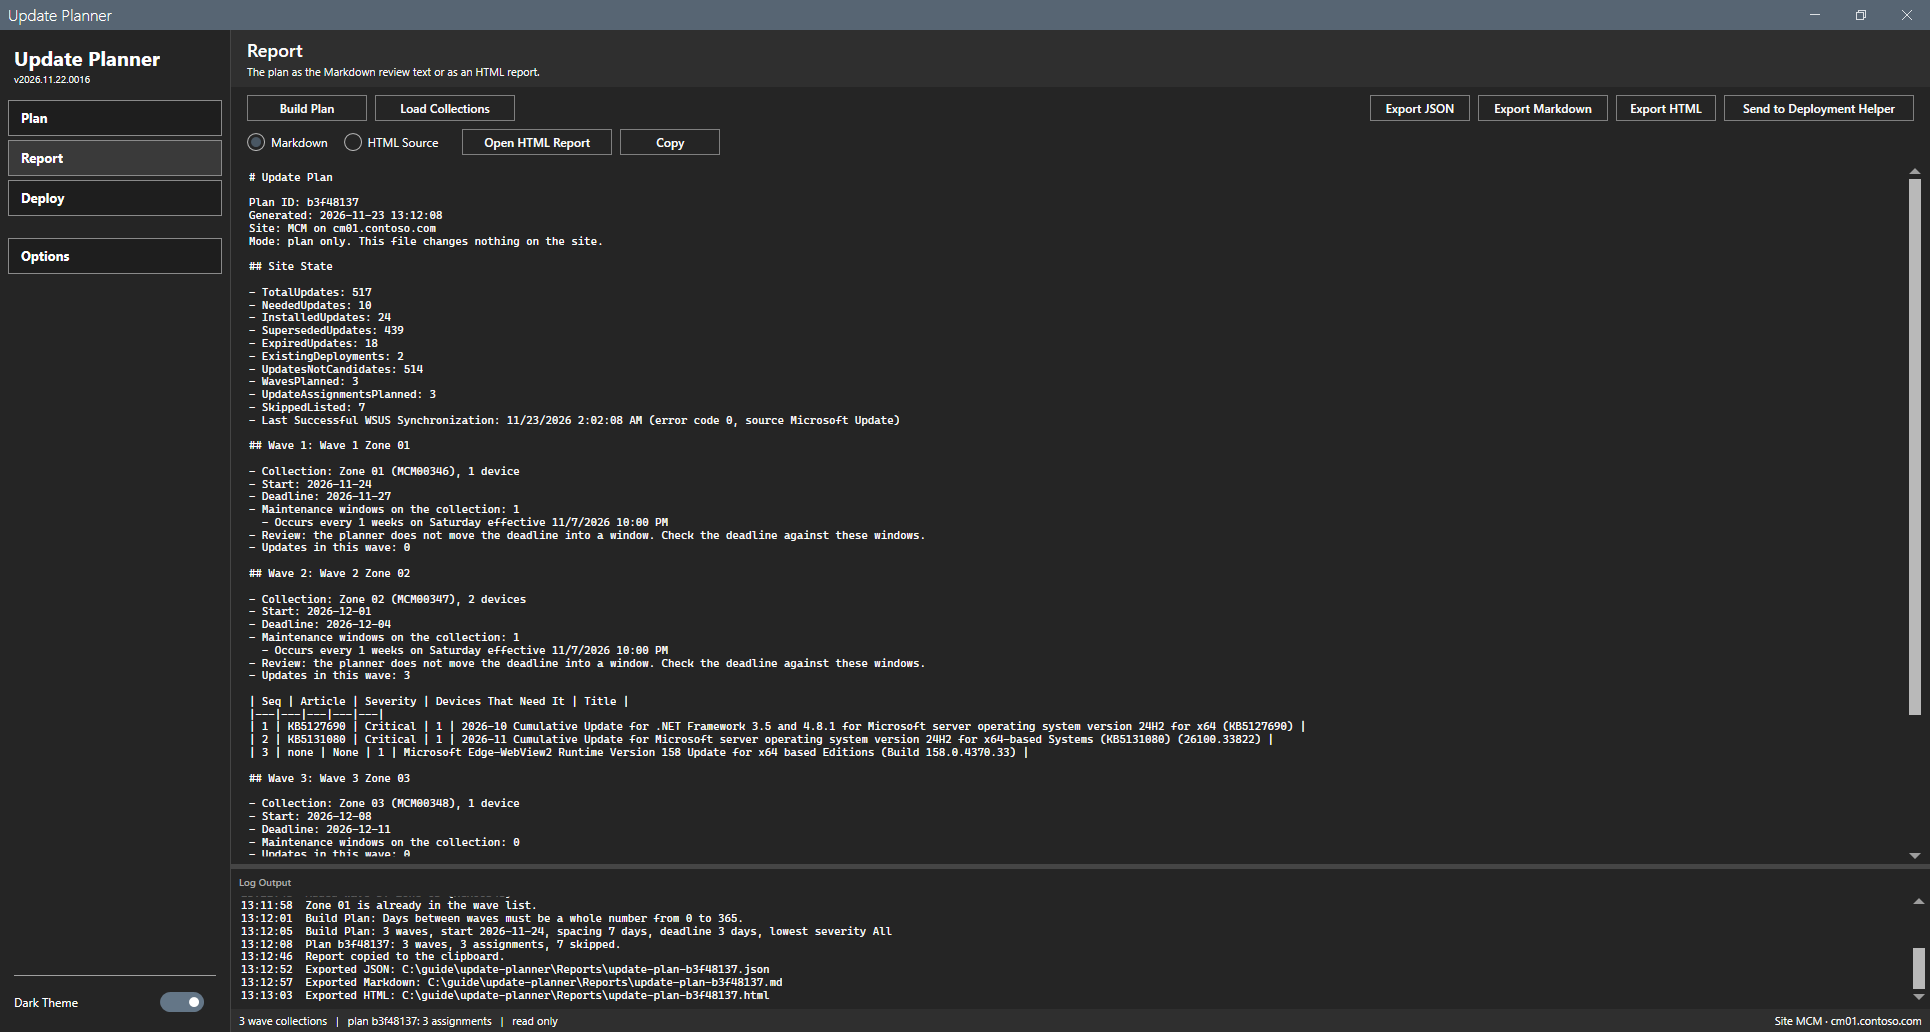 Update Planner
Update Planner
v2026.11.22.0016
Plan
Report
Deploy
Options
Dark Theme
Report
The plan as the Markdown review text or as an HTML report.
Build Plan
Load Collections
Export JSON
Export Markdown
Export HTML
Send to Deployment Helper
Markdown
HTML Source
Open HTML Report
Copy
# Update Plan
Plan ID: b3f48137
Generated: 2026-11-23 13:12:08
Site: MCM on cm01.contoso.com
Mode: plan only. This file changes nothing on the site.
## Site State
- TotalUpdates: 517
- NeededUpdates: 10
- InstalledUpdates: 24
- SupersededUpdates: 439
- ExpiredUpdates: 18
- ExistingDeployments: 2
- UpdatesNotCandidates: 514
- WavesPlanned: 3
- UpdateAssignmentsPlanned: 3
- SkippedListed: 7
- Last Successful WSUS Synchronization: 11/23/2026 2:02:08 AM (error code 0, source Microsoft Update)
## Wave 1: Wave 1 Zone 01
- Collection: Zone 01 (MCM00346), 1 device
- Start: 2026-11-24
- Deadline: 2026-11-27
- Maintenance windows on the collection: 1
  - Occurs every 1 weeks on Saturday effective 11/7/2026 10:00 PM
- Review: the planner does not move the deadline into a window. Check the deadline against these windows.
- Updates in this wave: 0
## Wave 2: Wave 2 Zone 02
- Collection: Zone 02 (MCM00347), 2 devices
- Start: 2026-12-01
- Deadline: 2026-12-04
- Maintenance windows on the collection: 1
  - Occurs every 1 weeks on Saturday effective 11/7/2026 10:00 PM
- Review: the planner does not move the deadline into a window. Check the deadline against these windows.
- Updates in this wave: 3
| Seq | Article | Severity | Devices That Need It | Title |
|---|---|---|---|---|
| 1 | KB5127690 | Critical | 1 | 2026-10 Cumulative Update for .NET Framework 3.5 and 4.8.1 for Microsoft server operating system version 24H2 for x64 (KB5127690) |
| 2 | KB5131080 | Critical | 1 | 2026-11 Cumulative Update for Microsoft server operating system version 24H2 for x64-based Systems (KB5131080) (26100.33822) |
| 3 | none | None | 1 | Microsoft Edge-WebView2 Runtime Version 158 Update for x64 based Editions (Build 158.0.4370.33) |
## Wave 3: Wave 3 Zone 03
- Collection: Zone 03 (MCM00348), 1 device
- Start: 2026-12-08
- Deadline: 2026-12-11
- Maintenance windows on the collection: 0
- Updates in this wave: 0
Log Output
13:11:58  Zone 01 is already in the wave list.
13:12:01  Build Plan: Days between waves must be a whole number from 0 to 365.
13:12:05  Build Plan: 3 waves, start 2026-11-24, spacing 7 days, deadline 3 days, lowest severity All
13:12:08  Plan b3f48137: 3 waves, 3 assignments, 7 skipped.
13:12:46  Report copied to the clipboard.
13:12:52  Exported JSON: C:\guide\update-planner\Reports\update-plan-b3f48137.json
13:12:57  Exported Markdown: C:\guide\update-planner\Reports\update-plan-b3f48137.md
13:13:03  Exported HTML: C:\guide\update-planner\Reports\update-plan-b3f48137.html
3 wave collections | plan b3f48137: 3 assignments | read only
Site MCM · cm01.contoso.com